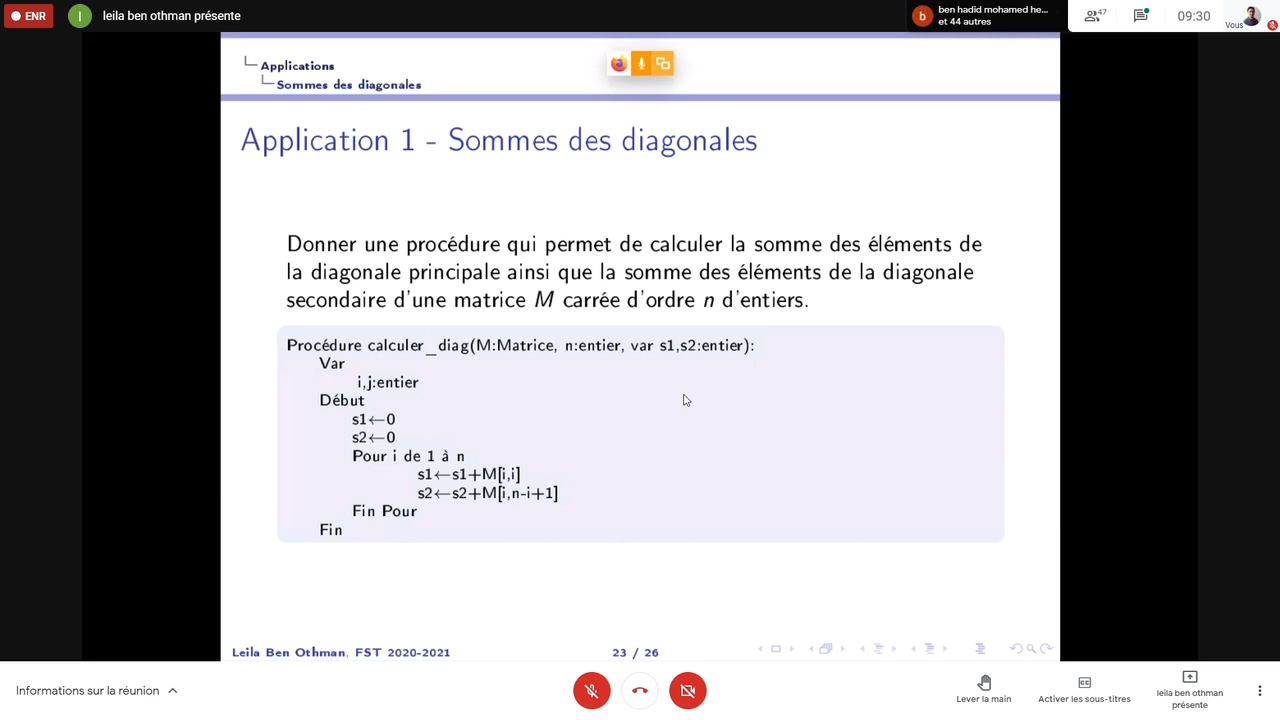 ENR
l
leila ben othman présente
b
ben hadid mohamed he...
et 44 autres
47
09:30
Vous
Applications
Sommes des diagonales
Application 1 - Sommes des diagonales
Donner une procédure qui permet de calculer la somme des éléments de
la diagonale principale ainsi que la somme des éléments de la diagonale
secondaire d'une matrice M carrée d'ordre n d'entiers.
Procédure calculer_diag(M:Matrice, n:entier, var s1,s2:entier):
Var
i,j:entier
Début
s1←0
s2←0
Pour i de 1 à n
s1←s1+M[i,i]
s2←s2+M[i,n-i+1]
Fin Pour
Fin
Leila Ben Othman, FST 2020-2021
23 / 26
Informations sur la réunion
Lever la main
Activer les sous-titres
leila ben othman
présente